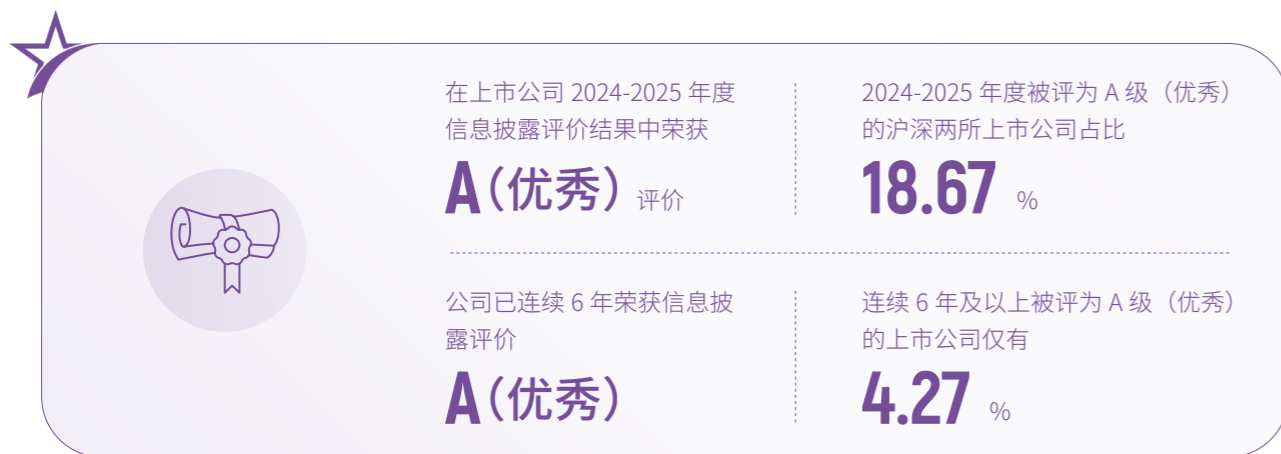 在上市公司 2024-2025 年度
信息披露评价结果中荣获
A（优秀） 评价
2024-2025 年度被评为 A 级（优秀）
的沪深两所上市公司占比
18.67 %
公司已连续 6 年荣获信息披
露评价
A（优秀）
连续 6 年及以上被评为 A 级（优秀）
的上市公司仅有
4.27 %